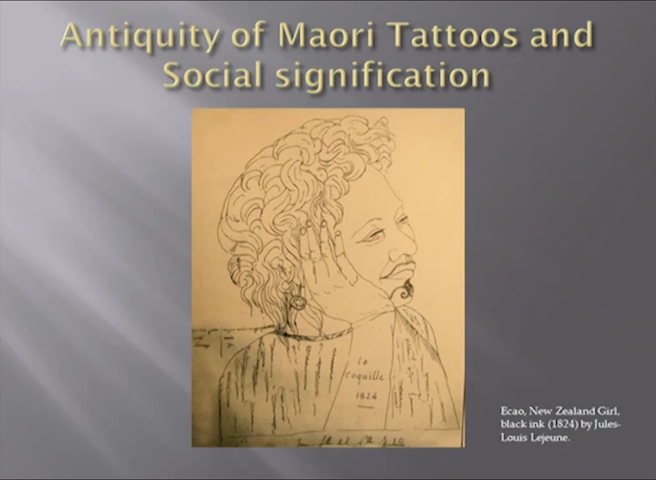 Antiquity of Maori Tattoos and
Social signification
La
Coquille
1824
Ecao, New Zealand Girl,
black ink (1824) by Jules-
Louis Lejeune.